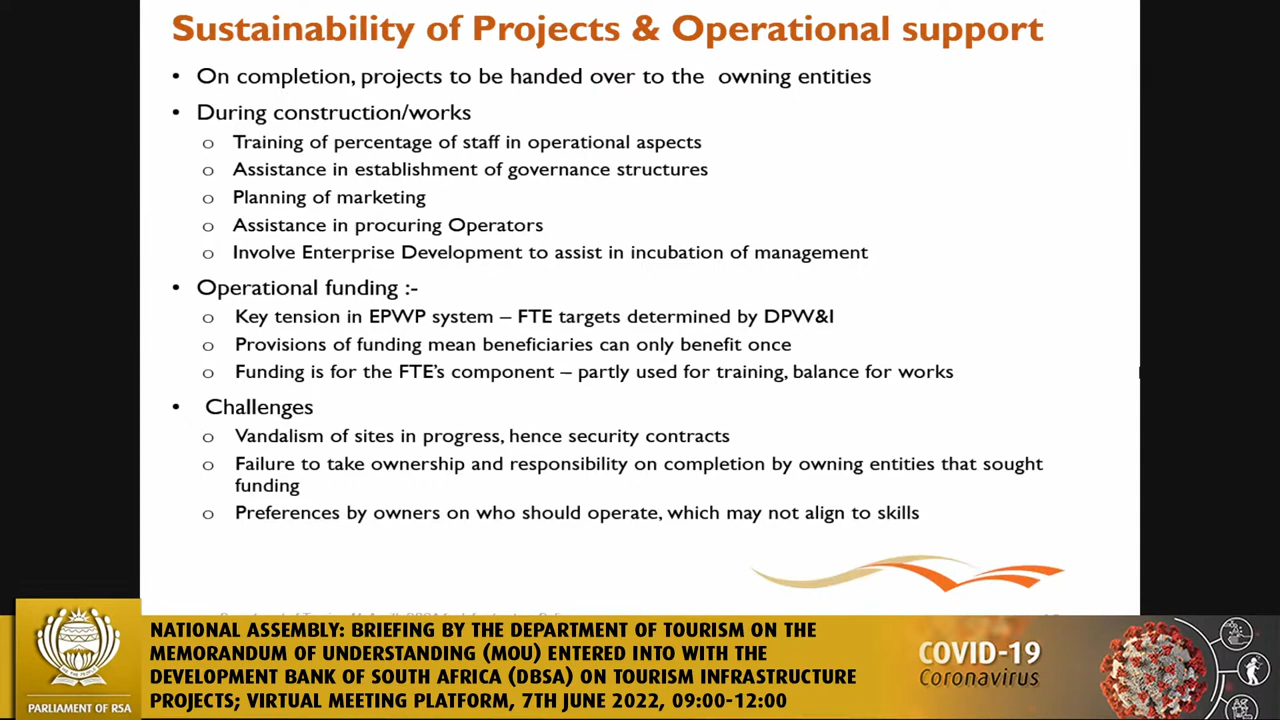 Sustainability of Projects & Operational support
• On completion, projects to be handed over to the owning entities
• During construction/works
o Training of percentage of staff in operational aspects
o Assistance in establishment of governance structures
o Planning of marketing
o Assistance in procuring Operators
o Involve Enterprise Development to assist in incubation of management
• Operational funding :-
o Key tension in EPWP system – FTE targets determined by DPW&I
o Provisions of funding mean beneficiaries can only benefit once
o Funding is for the FTE's component – partly used for training, balance for works
• Challenges
o Vandalism of sites in progress, hence security contracts
o Failure to take ownership and responsibility on completion by owning entities that sought
funding
o Preferences by owners on who should operate, which may not align to skills
NATIONAL ASSEMBLY: BRIEFING BY THE DEPARTMENT OF TOURISM ON THE
MEMORANDUM OF UNDERSTANDING (MOU) ENTERED INTO WITH THE
DEVELOPMENT BANK OF SOUTH AFRICA (DBSA) ON TOURISM INFRASTRUCTURE
PROJECTS; VIRTUAL MEETING PLATFORM, 7TH JUNE 2022, 09:00-12:00
PARLIAMENT OF RSA
COVID-19
Coronavirus